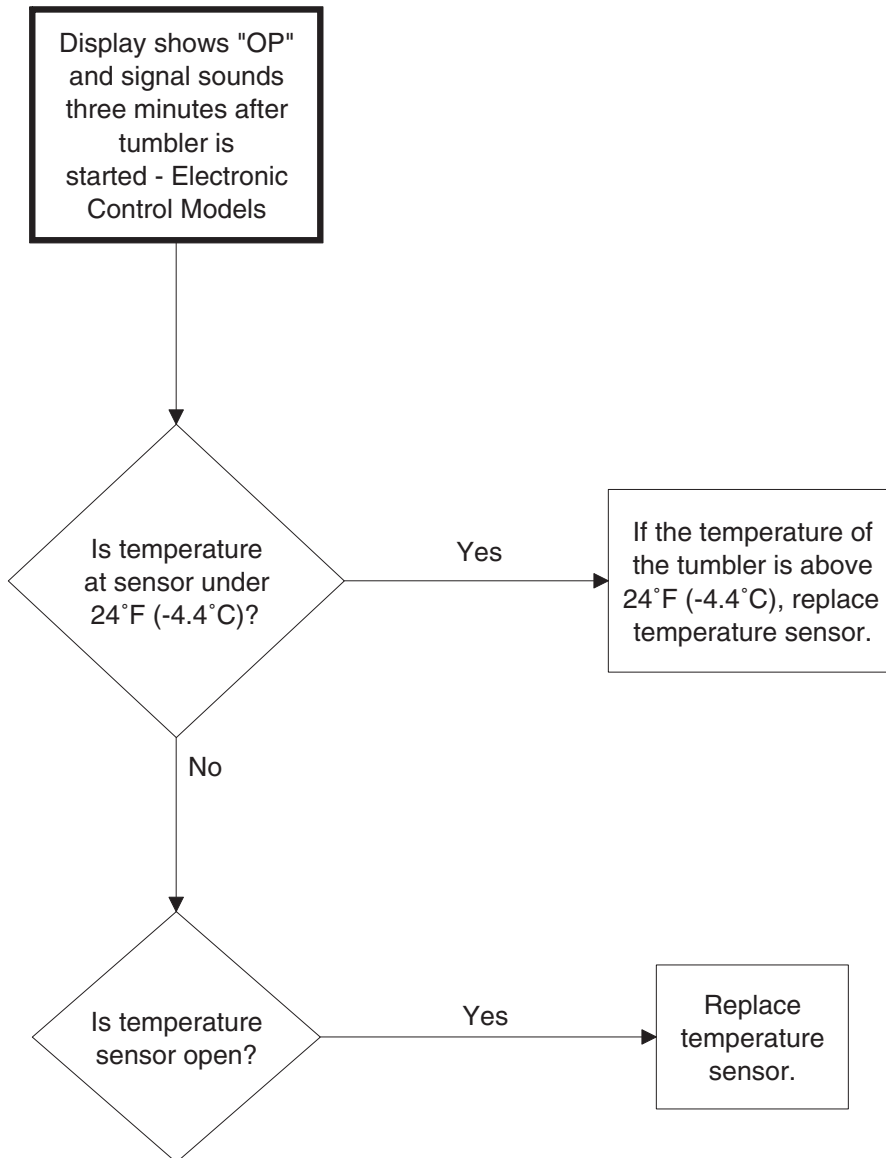 Display shows "OP"
and signal sounds
three minutes after
tumbler is
started - Electronic
Control Models
Is temperature
at sensor under
24˚F (-4.4˚C)?
Yes
If the temperature of
the tumbler is above
24˚F (-4.4˚C), replace
temperature sensor.
No
Is temperature
sensor open?
Yes
Replace
temperature
sensor.